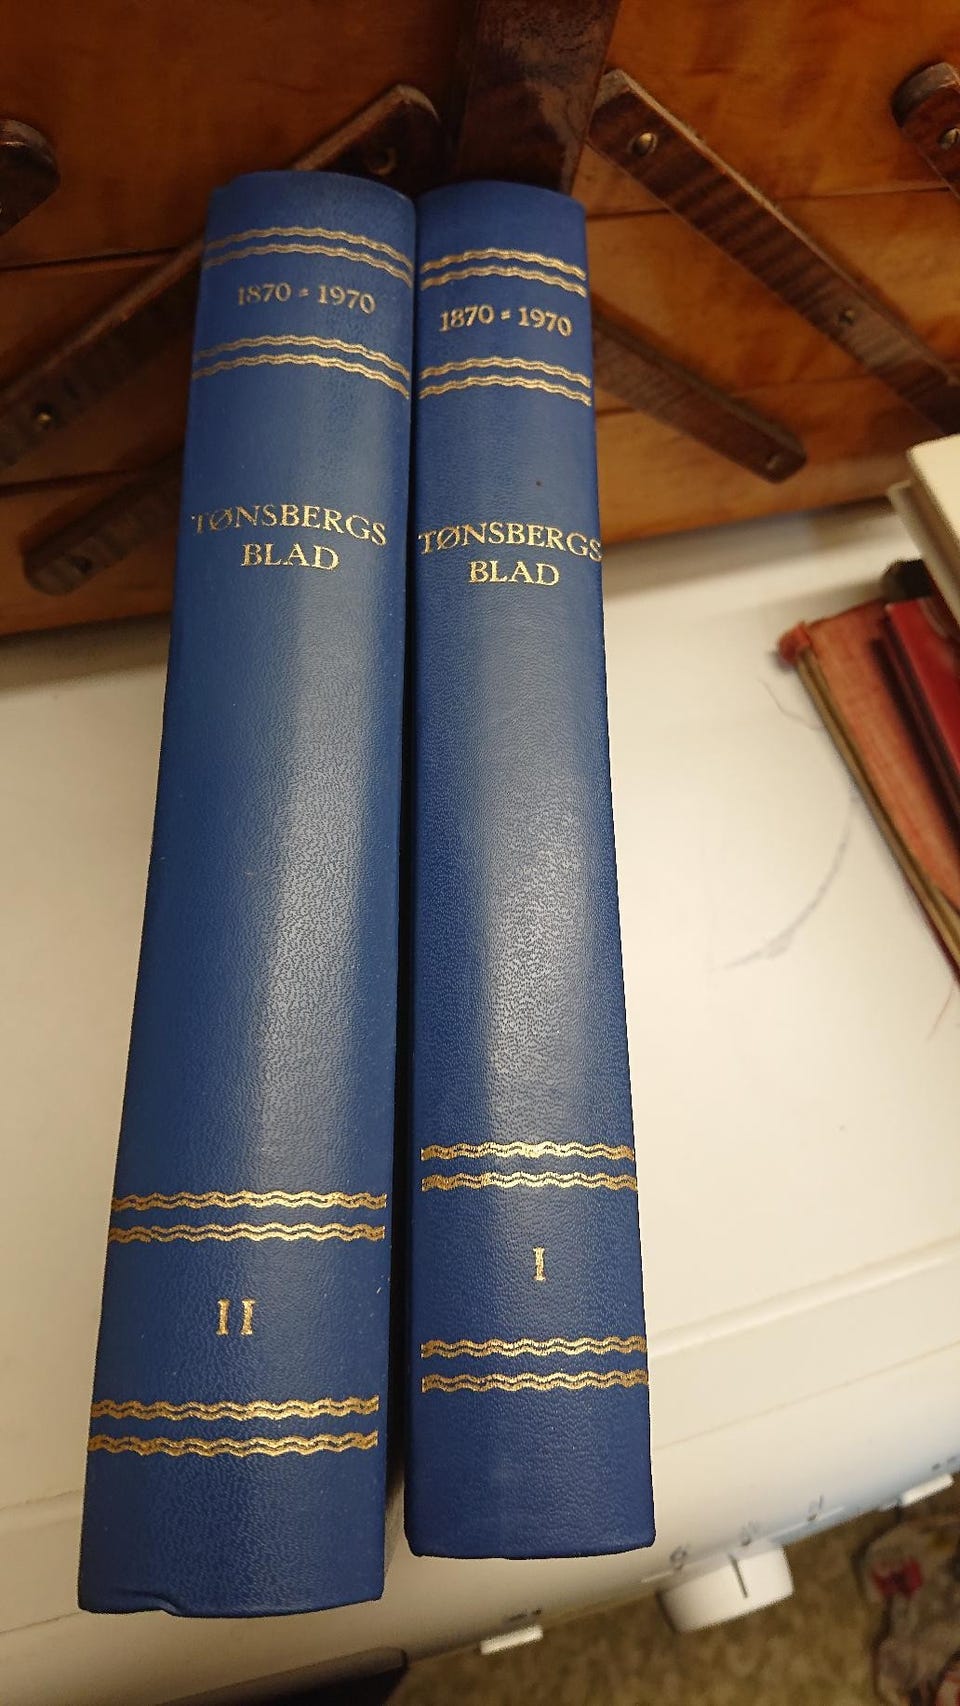 1870 = 1970
TØNSBERGS
BLAD
II
1870 = 1970
TØNSBERGS
BLAD
I